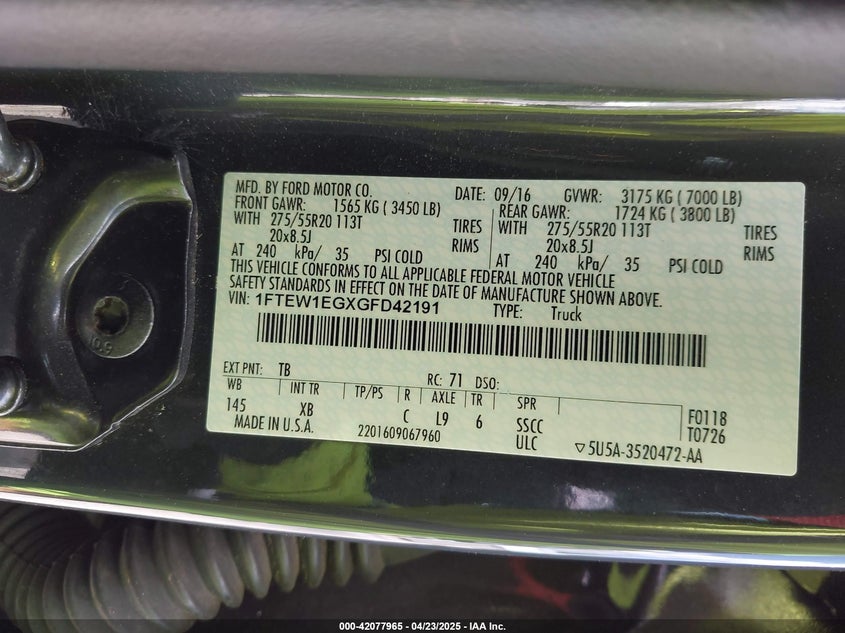 MFD. BY FORD MOTOR CO. DATE: 09/16 GVWR: 3175 KG ( 7000 LB)
FRONT GAWR: 1565 KG ( 3450 LB) REAR GAWR: 1724 KG ( 3800 LB)
WITH 275/55R20 113T TIRES WITH 275/55R20 113T TIRES
20x8.5J RIMS 20x8.5J RIMS
AT 240 kPa/ 35 PSI COLD AT 240 kPa/ 35 PSI COLD
THIS VEHICLE CONFORMS TO ALL APPLICABLE FEDERAL MOTOR VEHICLE
SAFETY STANDARDS IN EFFECT ON THE DATE OF MANUFACTURE SHOWN ABOVE.
VIN: 1FTEW1EGXGFD42191 TYPE: Truck
EXT PNT: TB RC: 71 DSO:
WB INT TR TP/PS R AXLE TR SPR
145 XB C L9 6 SSCC F0118
MADE IN U.S.A. 2201609067960 ULC T0726
▽5U5A-3520472-AA
000-42077965 | 04/23/2025 | IAA Inc.